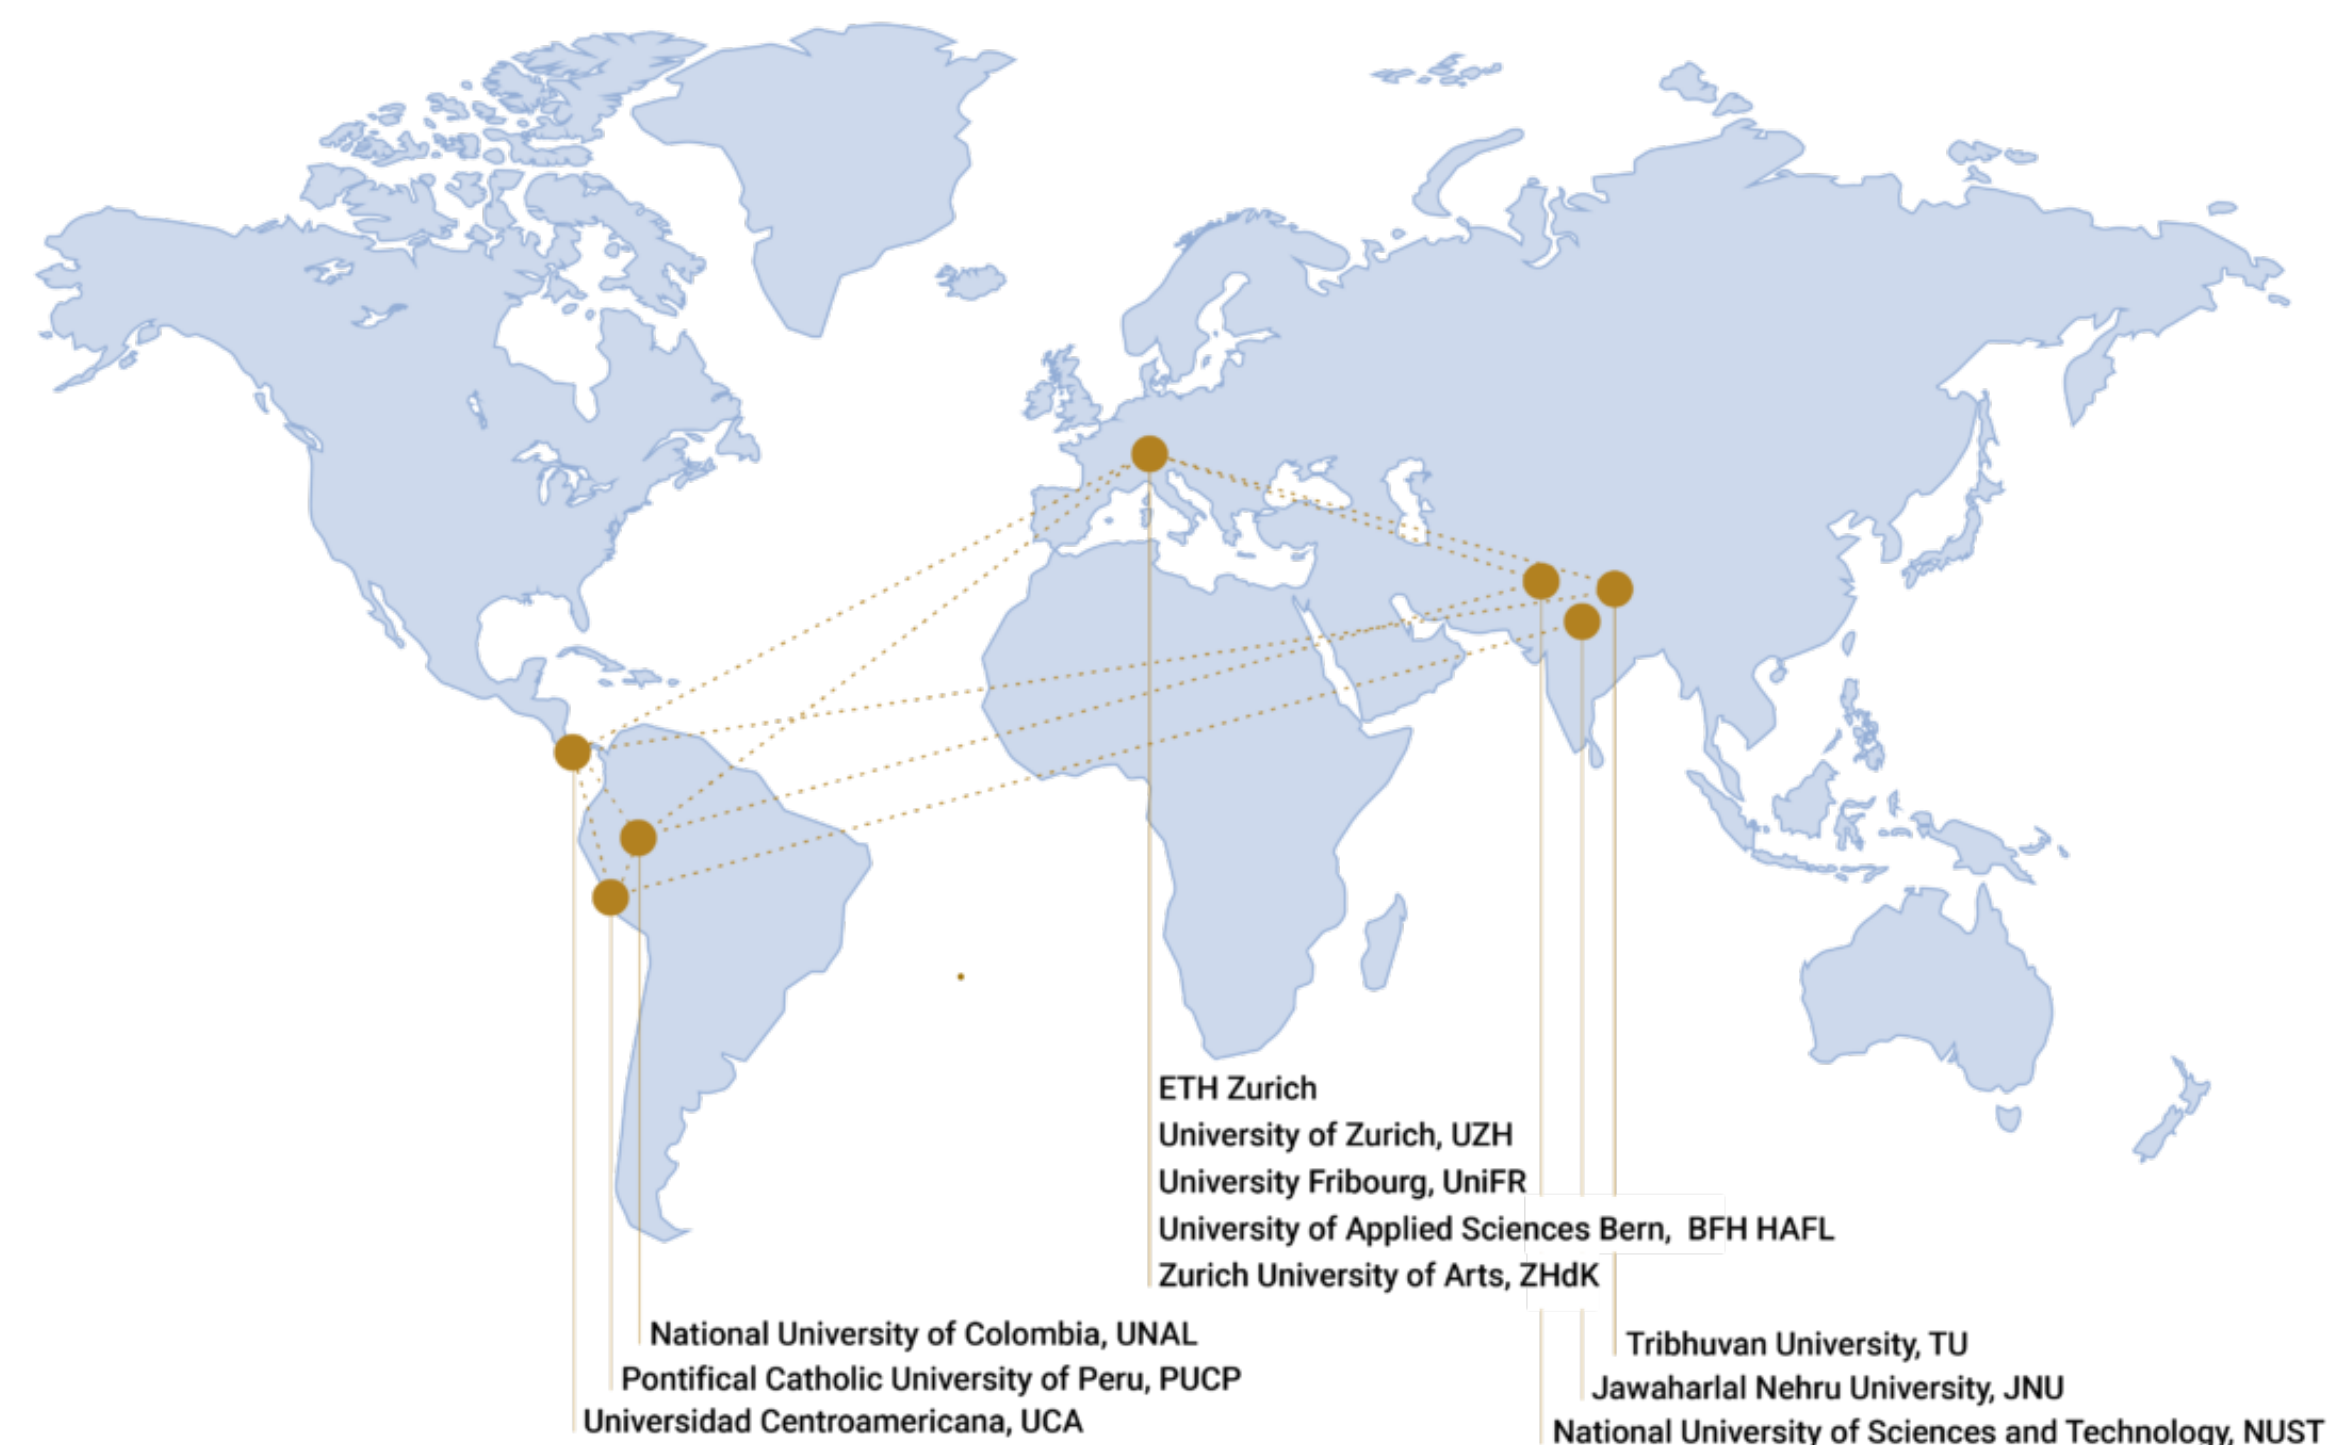 ETH Zurich
University of Zurich, UZH
University Fribourg, UniFR
University of Applied Sciences Bern,  BFH HAFL
Zurich University of Arts, ZHdK
National University of Colombia, UNAL
Pontifical Catholic University of Peru, PUCP
Universidad Centroamericana, UCA
Tribhuvan University, TU
Jawaharlal Nehru University, JNU
National University of Sciences and Technology, NUST